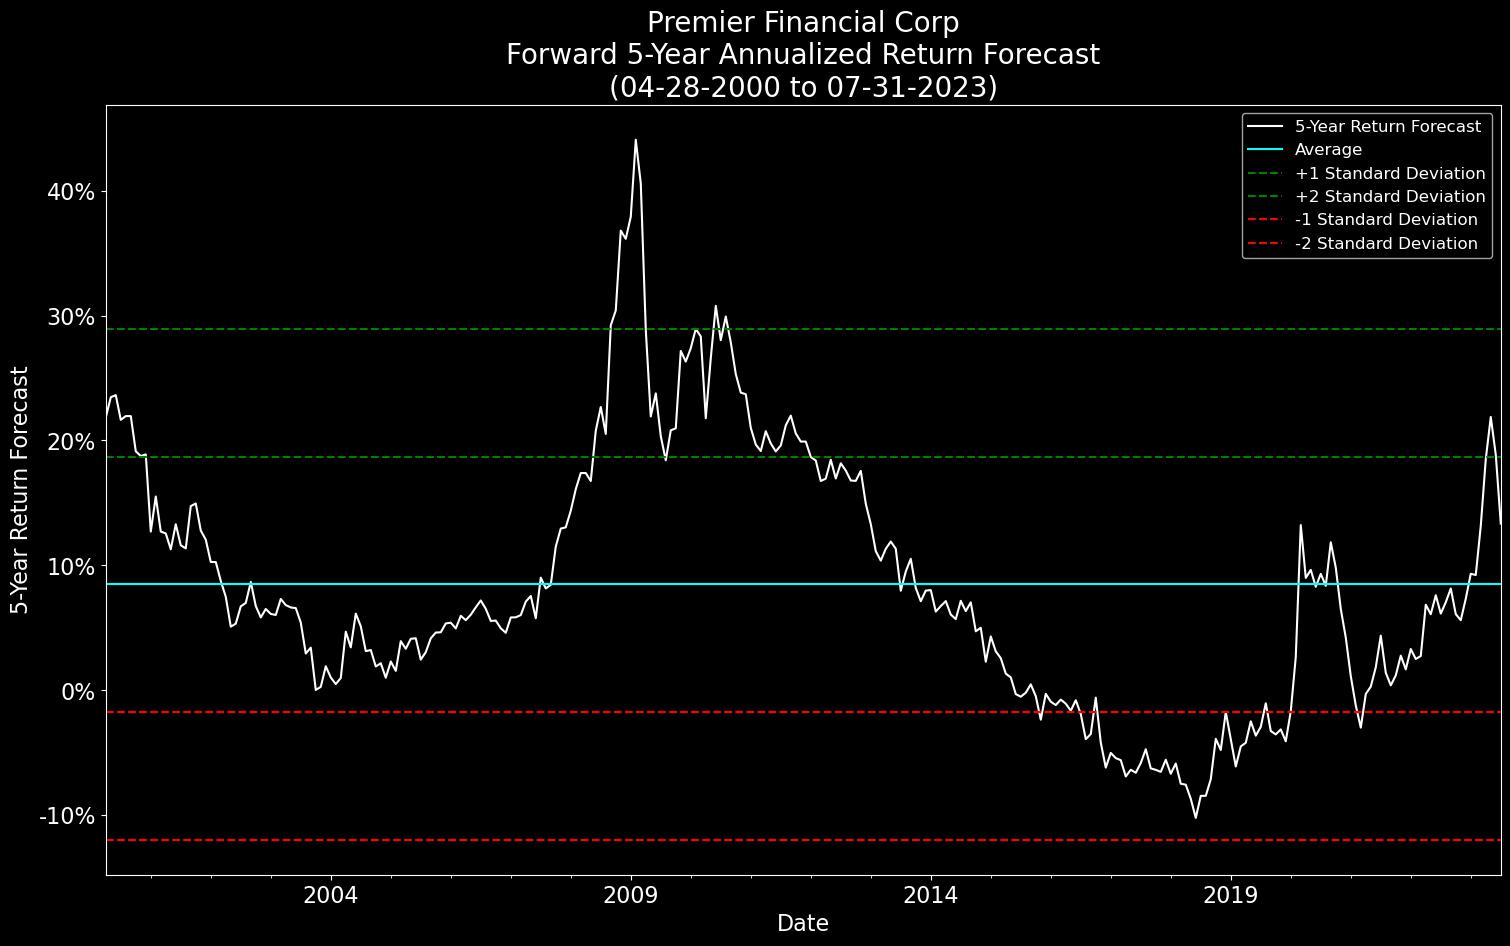 Premier Financial Corp
Forward 5-Year Annualized Return Forecast
(04-28-2000 to 07-31-2023)
5-Year Return Forecast
Average
+1 Standard Deviation
+2 Standard Deviation
-1 Standard Deviation
-2 Standard Deviation
5-Year Return Forecast
40%
30%
20%
10%
0%
-10%
2004
2009
2014
2019
Date